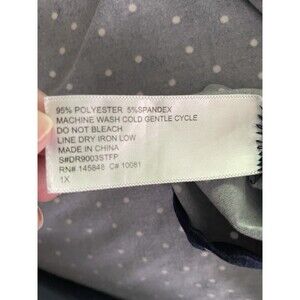 95% POLYESTER 5%SPANDEX
MACHINE WASH COLD GENTLE CYCLE
DO NOT BLEACH
LINE DRY IRON LOW
MADE IN CHINA
S#DR9003STFP
RN# 145848 C# 10081
1X